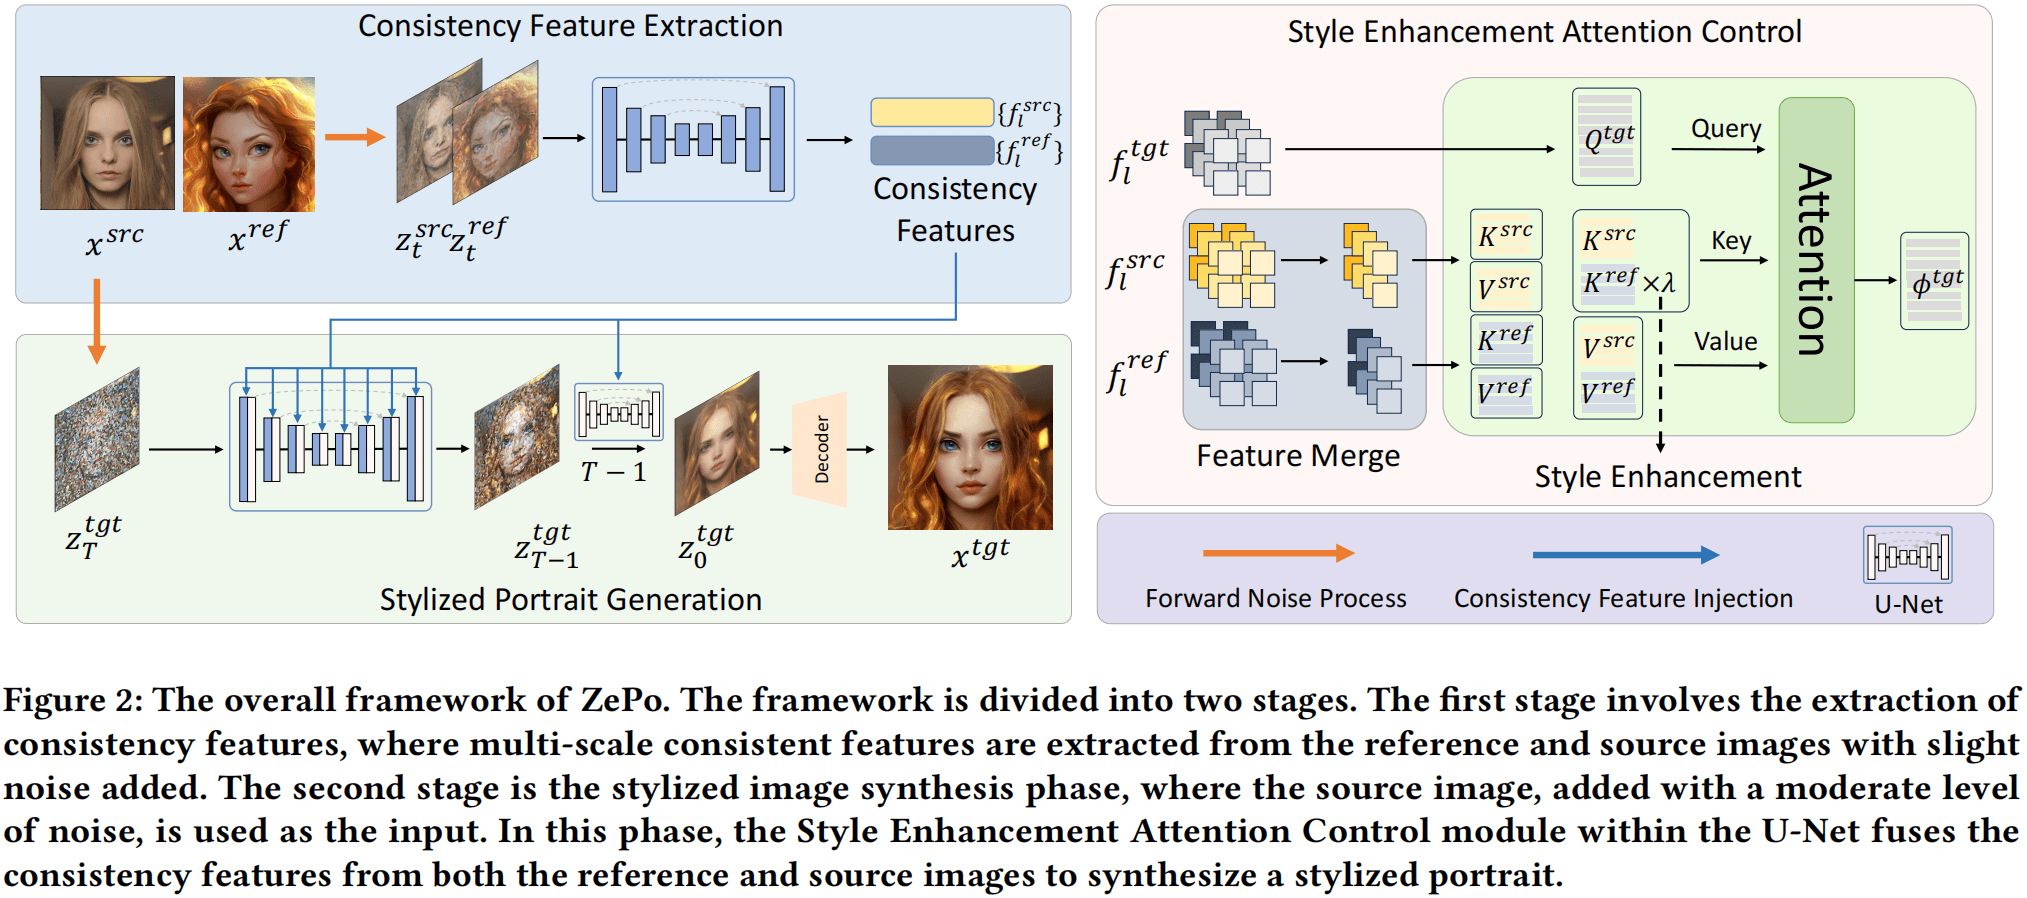 Consistency Feature Extraction
x^src
x^ref
z_t^src z_t^ref
{f_l^src}
{f_l^ref}
Consistency
Features
z_T^tgt
z_{T−1}^tgt
T − 1
z_0^tgt
Decoder
x^tgt
Stylized Portrait Generation
Style Enhancement Attention Control
f_l^tgt
f_l^src
f_l^ref
Feature Merge
Q^tgt
K^src
V^src
K^ref
V^ref
K^src
K^ref ×λ
V^src
V^ref
Query
Key
Value
Attention
ϕ^tgt
Style Enhancement
Forward Noise Process
Consistency Feature Injection
U-Net
Figure 2: The overall framework of ZePo. The framework is divided into two stages. The first stage involves the extraction of
consistency features, where multi-scale consistent features are extracted from the reference and source images with slight
noise added. The second stage is the stylized image synthesis phase, where the source image, added with a moderate level
of noise, is used as the input. In this phase, the Style Enhancement Attention Control module within the U-Net fuses the
consistency features from both the reference and source images to synthesize a stylized portrait.